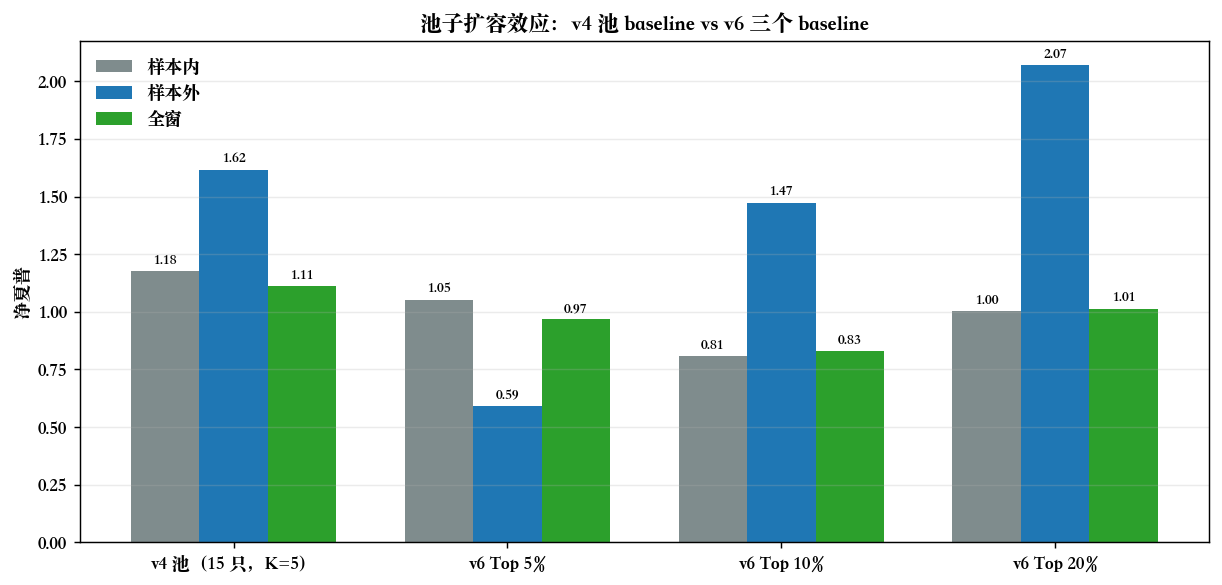 池子扩容效应：v4 池 baseline vs v6 三个 baseline
样本内
样本外
全窗
净夏普
2.00
1.75
1.50
1.25
1.00
0.75
0.50
0.25
0.00
1.18
1.62
1.11
1.05
0.59
0.97
0.81
1.47
0.83
1.00
2.07
1.01
v4 池（15 只，K=5）
v6 Top 5%
v6 Top 10%
v6 Top 20%